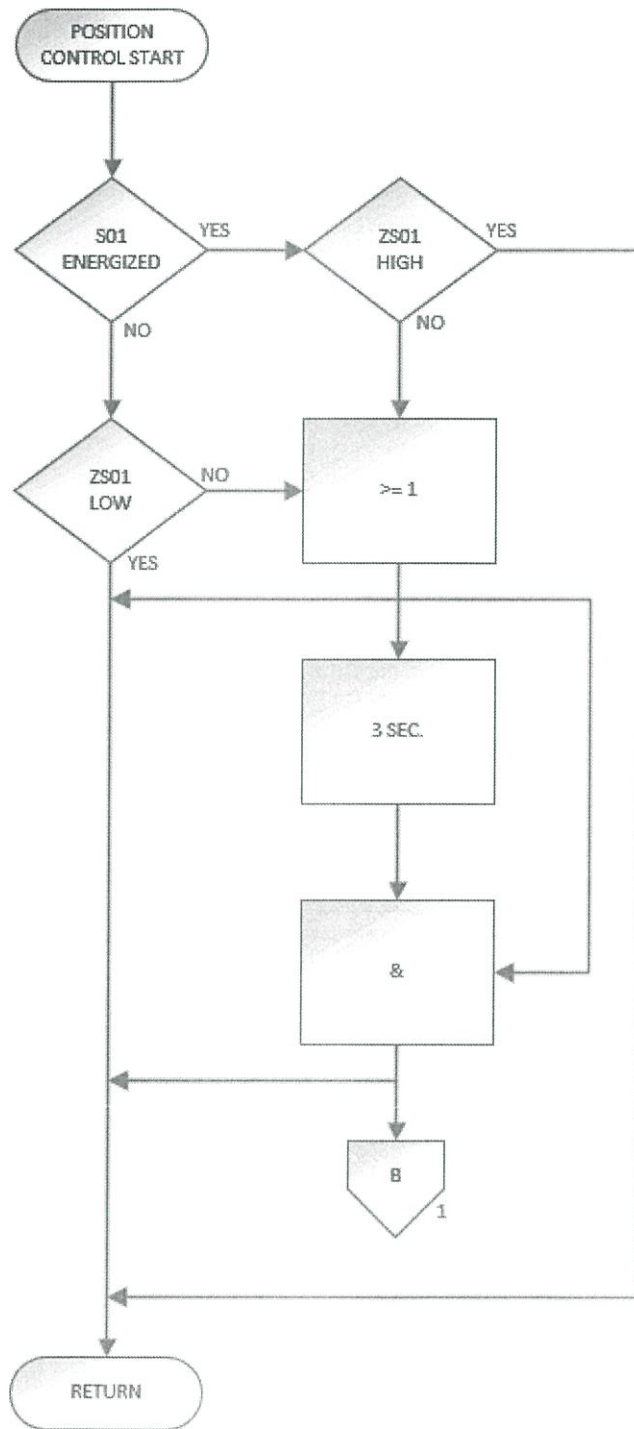 POSITION
CONTROL START
S01
ENERGIZED
YES
ZS01
HIGH
YES
NO
NO
ZS01
LOW
NO
>= 1
YES
3 SEC.
&
B
1
RETURN